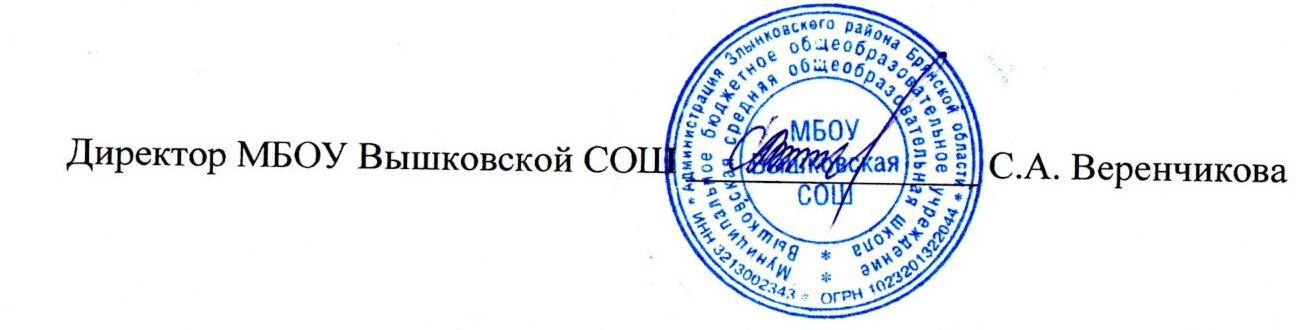 Директор МБОУ Вышковской СОШ С.А. Веренчикова
* Администрация Злынковского района Брянской области *
ИНН 3213002343 * ОГРН 1023201322044
Муниципальное бюджетное общеобразовательное учреждение *
Вышковская средняя общеобразовательная школа *
МБОУ
Вышковская
СОШ